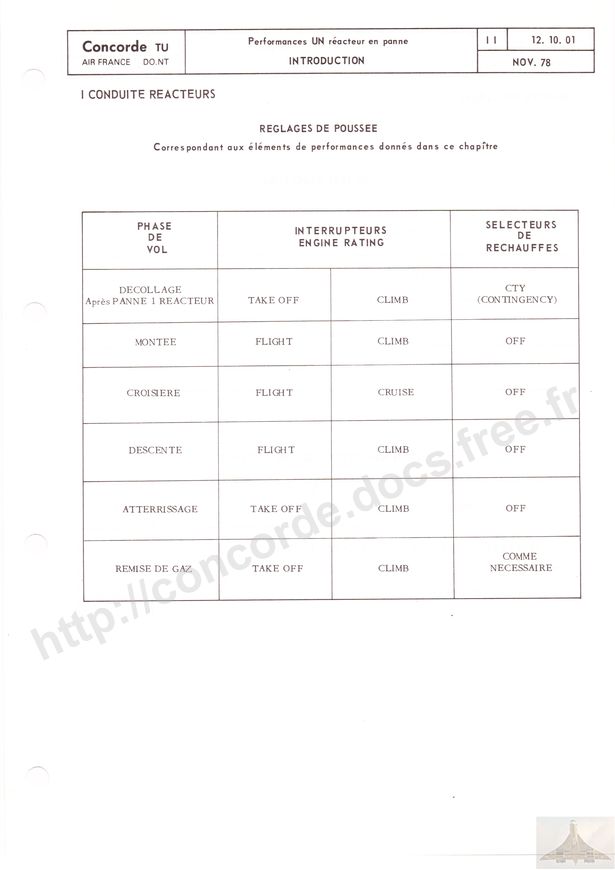 Concorde TU
AIR FRANCE DO.NT
Performances UN réacteur en panne
INTRODUCTION
I I
12. 10. 01
NOV. 78
I CONDUITE REACTEURS
REGLAGES DE POUSSEE
Correspondant aux éléments de performances donnés dans ce chapître
PHASE
DE
VOL
INTERRUPTEURS
ENGINE RATING
SELECTEURS
DE
RECHAUFFES
DECOLLAGE
Après PANNE 1 REACTEUR
TAKE OFF
CLIMB
CTY
(CONTINGENCY)
MONTEE
FLIGHT
CLIMB
OFF
CROISIERE
FLIGHT
CRUISE
OFF
DESCENTE
FLIGHT
CLIMB
OFF
ATTERRISSAGE
TAKE OFF
CLIMB
OFF
REMISE DE GAZ
TAKE OFF
CLIMB
COMME
NECESSAIRE
http://concorde.docs.free.fr